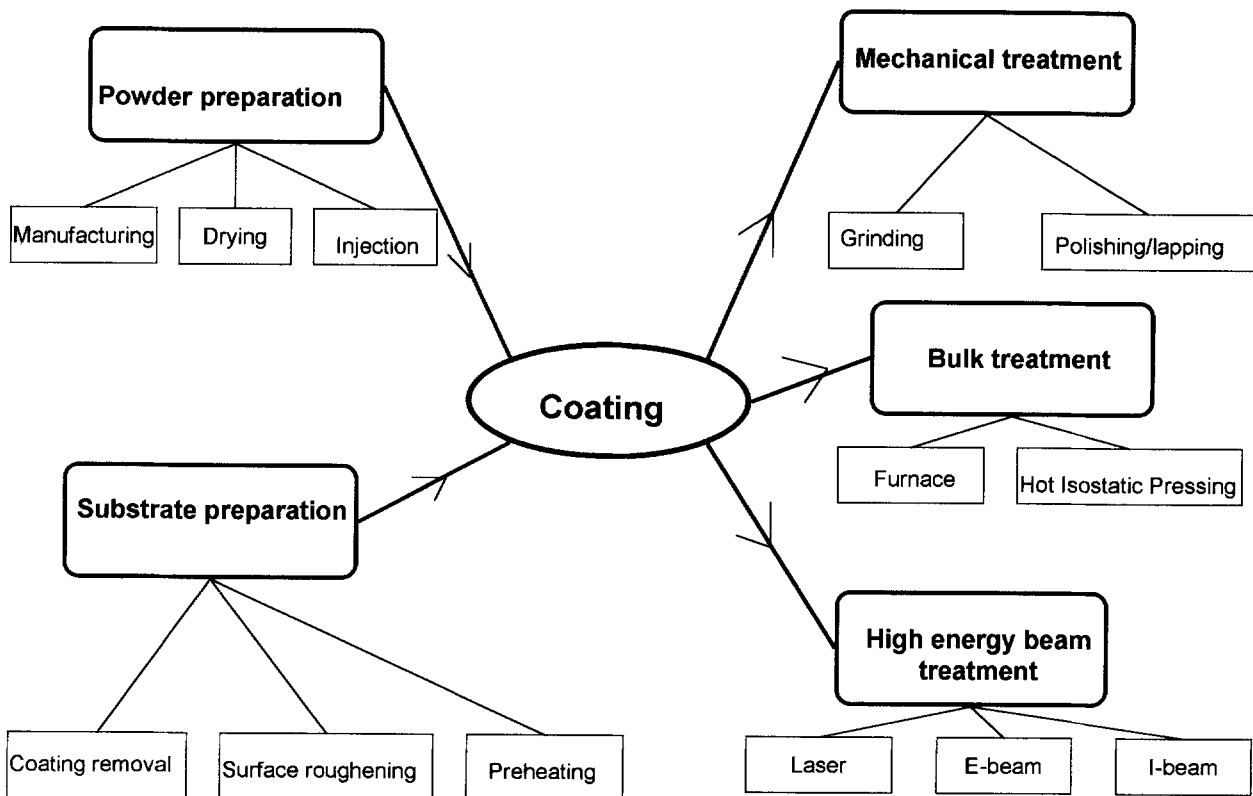 Powder preparation
Manufacturing
Drying
Injection
Mechanical treatment
Grinding
Polishing/lapping
Coating
Bulk treatment
Furnace
Hot Isostatic Pressing
Substrate preparation
Coating removal
Surface roughening
Preheating
High energy beam
treatment
Laser
E-beam
I-beam